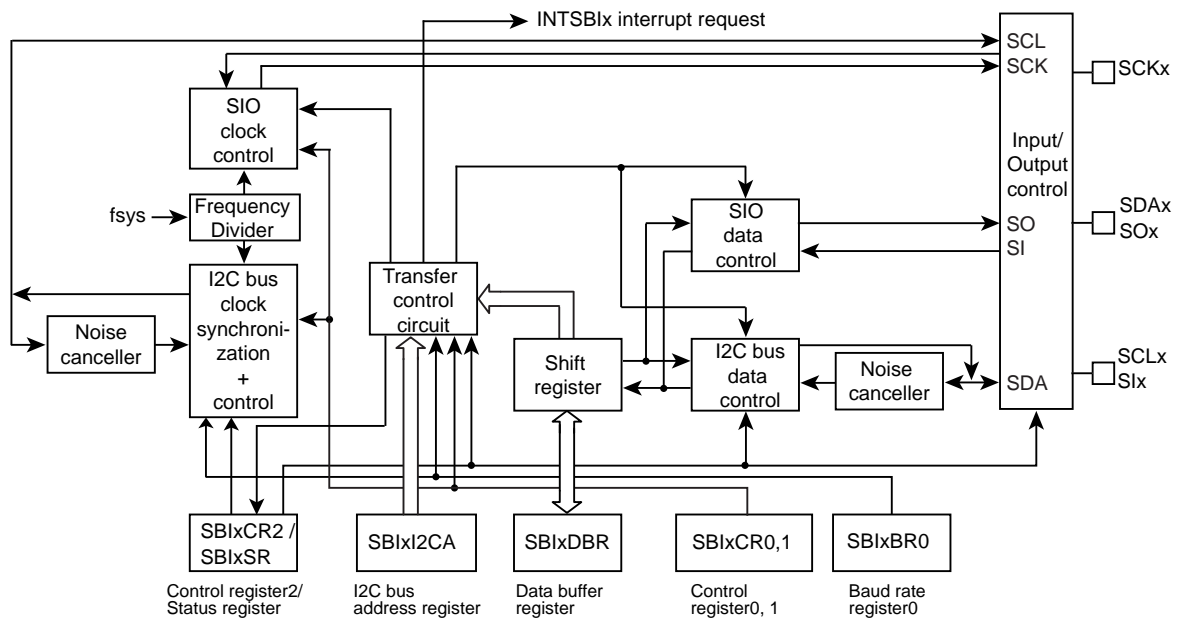 INTSBIx interrupt request
SCL
SCK
SCKx
SIO
clock
control
Input/
Output
control
fsys
Frequency
Divider
SIO
data
control
SO
SI
SDAx
SOx
I2C bus
clock
synchroni-
zation
+
control
Noise
canceller
Transfer
control
circuit
Shift
register
I2C bus
data
control
Noise
canceller
SDA
SCLx
SIx
SBIxCR2 /
SBIxSR
SBIxI2CA
SBIxDBR
SBIxCR0,1
SBIxBR0
Control register2/
Status register
I2C bus
address register
Data buffer
register
Control
register0, 1
Baud rate
register0